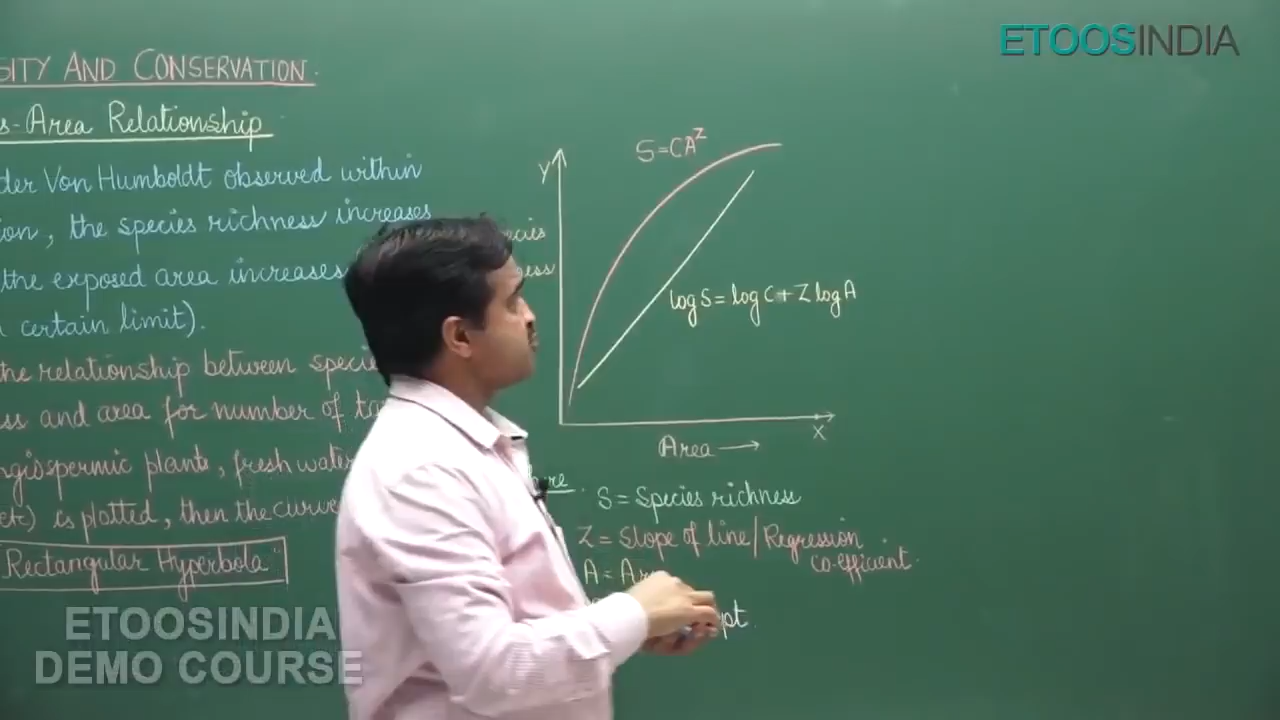 ETOOSINDIA
SITY AND CONSERVATION.
s-Area Relationship
der Von Humboldt observed within
ion, the species richness increases
the exposed area increases
certain limit).
the relationship between
ss and area for number of
ngiospermic plants, fresh water
etc) is plotted, then the curve
"Rectangular Hyperbola"
Y
S=CA^Z
log S = log C + Z log A
Area →
X
S = Species richness
Z = Slope of line/Regression
co-efficient.
A =
ETOOSINDIA
DEMO COURSE